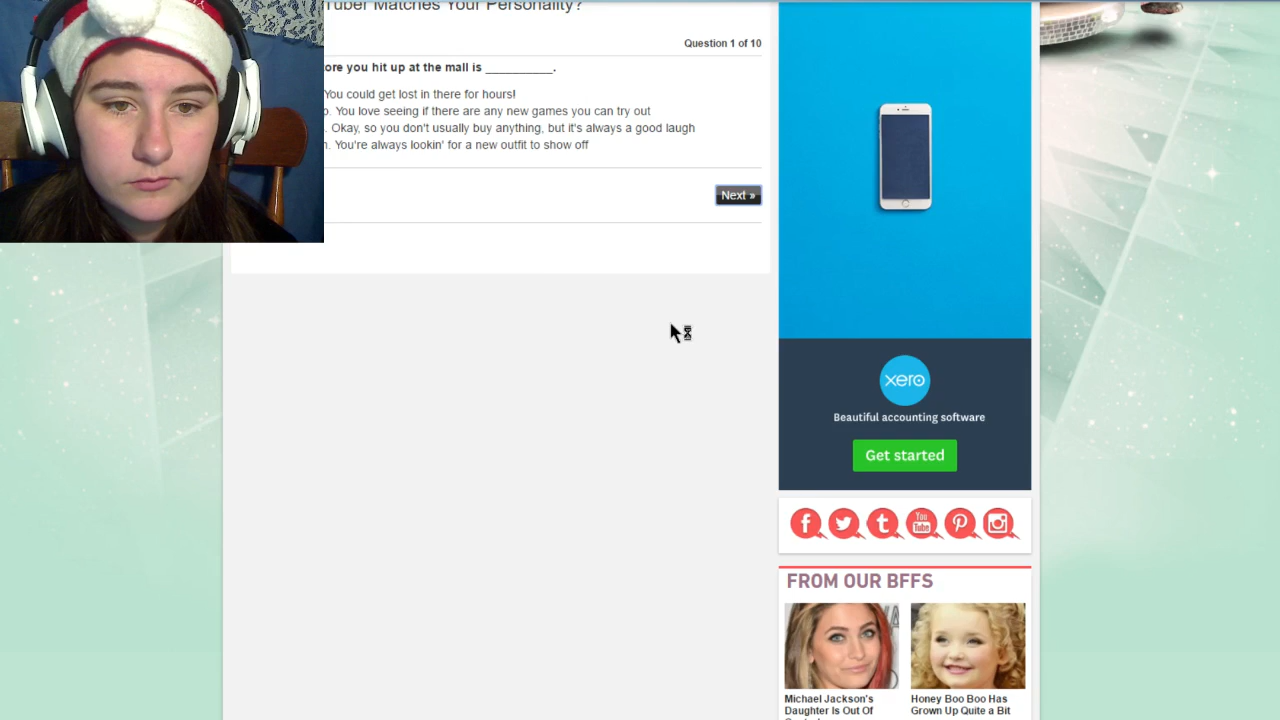 Tuber Matches Your Personality?
Question 1 of 10
ore you hit up at the mall is __________.
You could get lost in there for hours!
. You love seeing if there are any new games you can try out
. Okay, so you don't usually buy anything, but it's always a good laugh
. You're always lookin' for a new outfit to show off
Next »
xero
Beautiful accounting software
Get started
f t You Tube
FROM OUR BFFS
Michael Jackson's
Daughter Is Out Of
Honey Boo Boo Has
Grown Up Quite a Bit